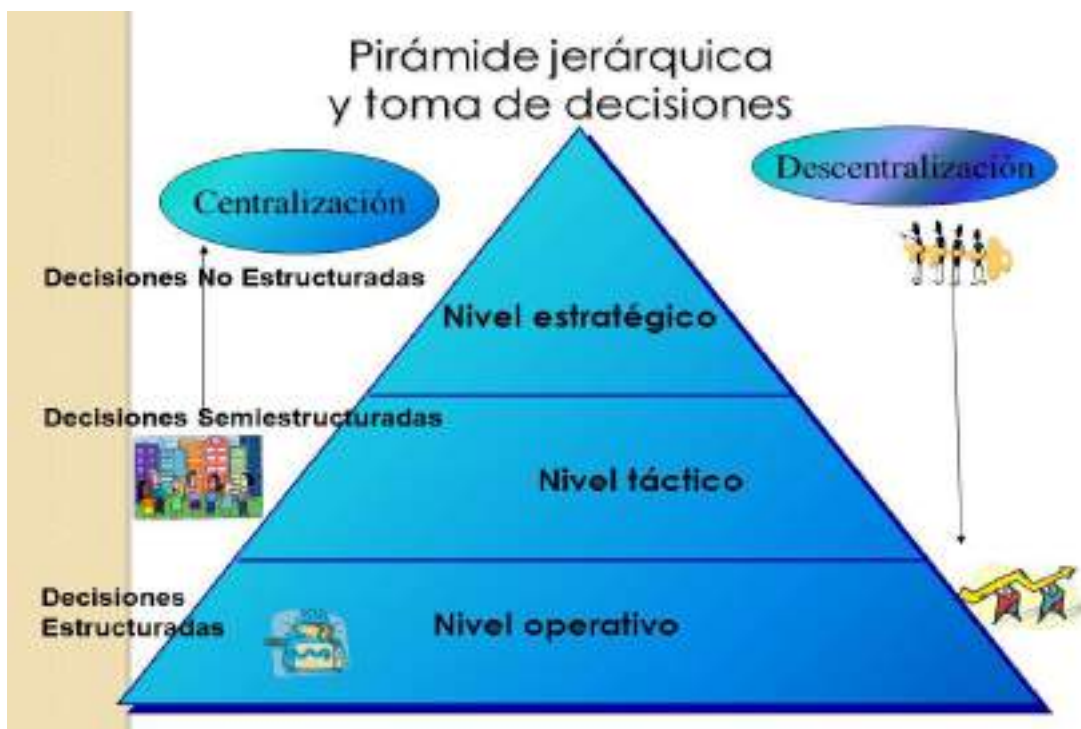 Pirámide jerárquica
y toma de decisiones
Centralización
Descentralización
Decisiones No Estructuradas
Nivel estratégico
Decisiones Semiestructuradas
Nivel táctico
Decisiones
Estructuradas
Nivel operativo